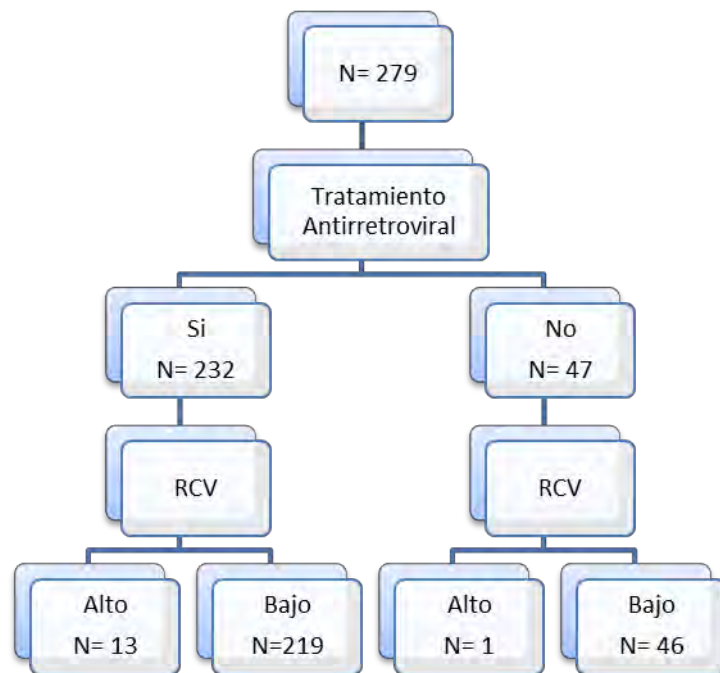 N= 279
Tratamiento
Antirretroviral
Si
N= 232
No
N= 47
RCV
RCV
Alto
N= 13
Bajo
N=219
Alto
N= 1
Bajo
N= 46